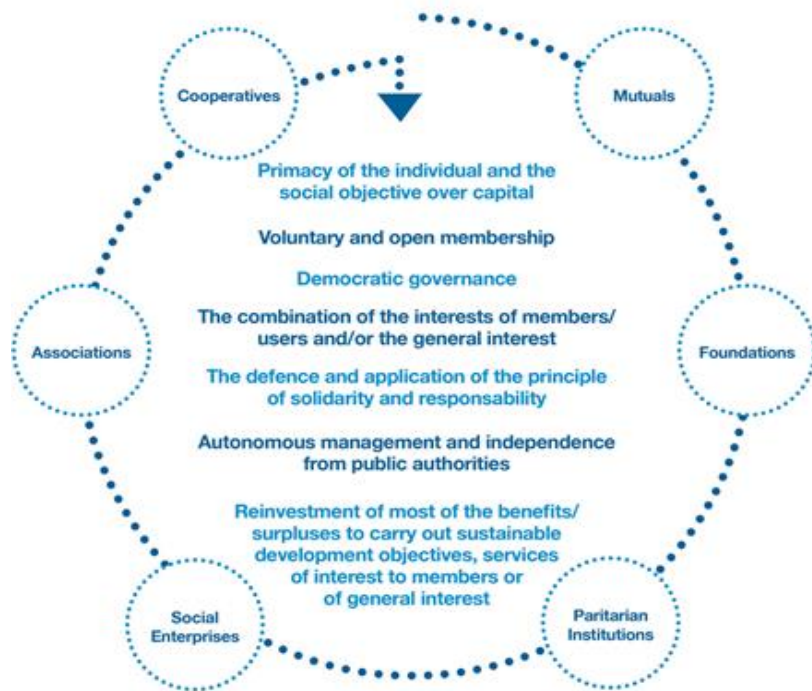 Cooperatives
Mutuals
Primacy of the individual and the
social objective over capital
Voluntary and open membership
Democratic governance
The combination of the interests of members/
users and/or the general interest
Associations
Foundations
The defence and application of the principle
of solidarity and responsability
Autonomous management and independence
from public authorities
Reinvestment of most of the benefits/
surpluses to carry out sustainable
development objectives, services
of interest to members or
of general interest
Social
Enterprises
Paritarian
Institutions